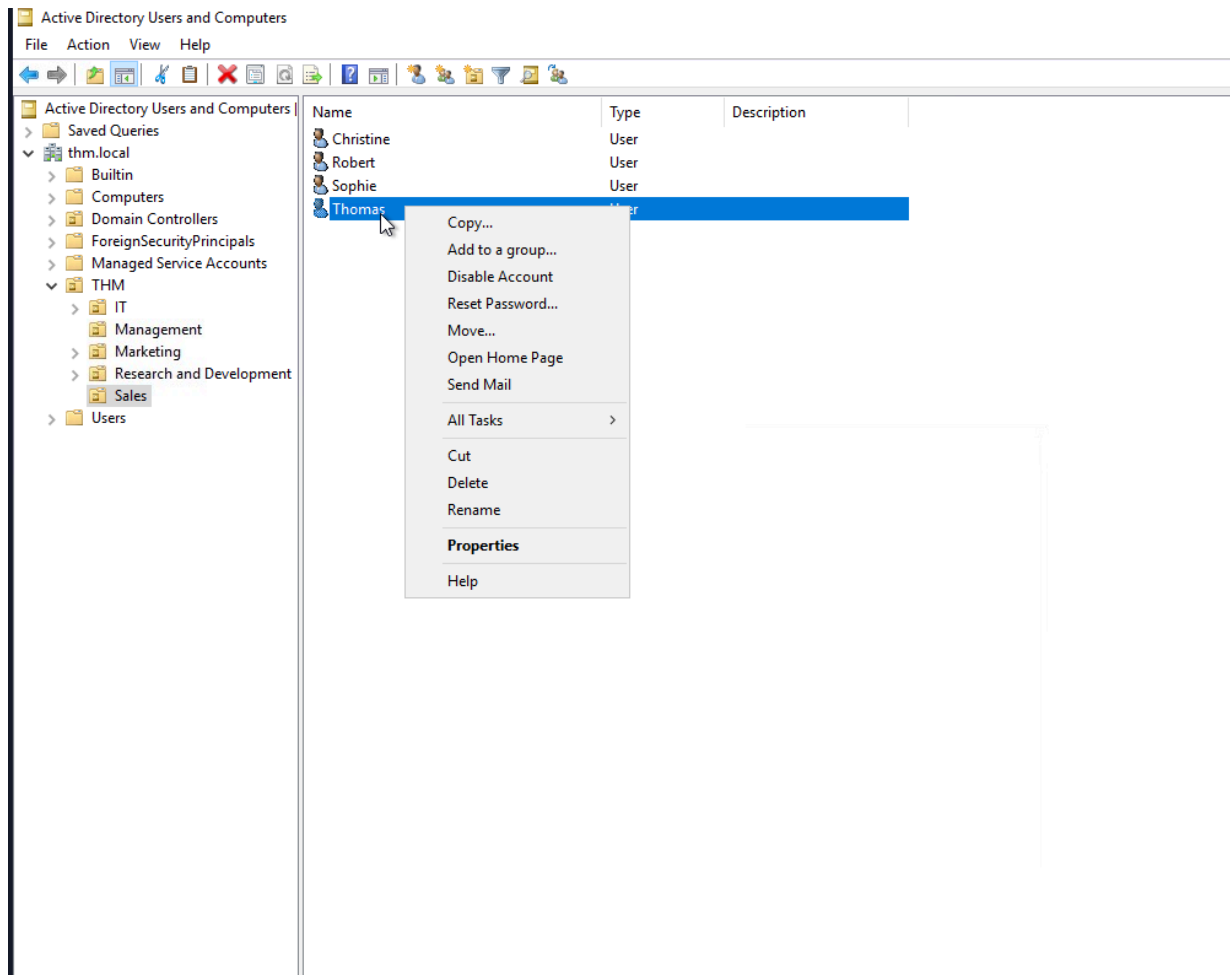 Active Directory Users and Computers
File Action View Help
Active Directory Users and Computers
Saved Queries
thm.local
Builtin
Computers
Domain Controllers
ForeignSecurityPrincipals
Managed Service Accounts
THM
IT
Management
Marketing
Research and Development
Sales
Users
Name Type Description
Christine User
Robert User
Sophie User
Thomas
Copy...
Add to a group...
Disable Account
Reset Password...
Move...
Open Home Page
Send Mail
All Tasks
Cut
Delete
Rename
Properties
Help